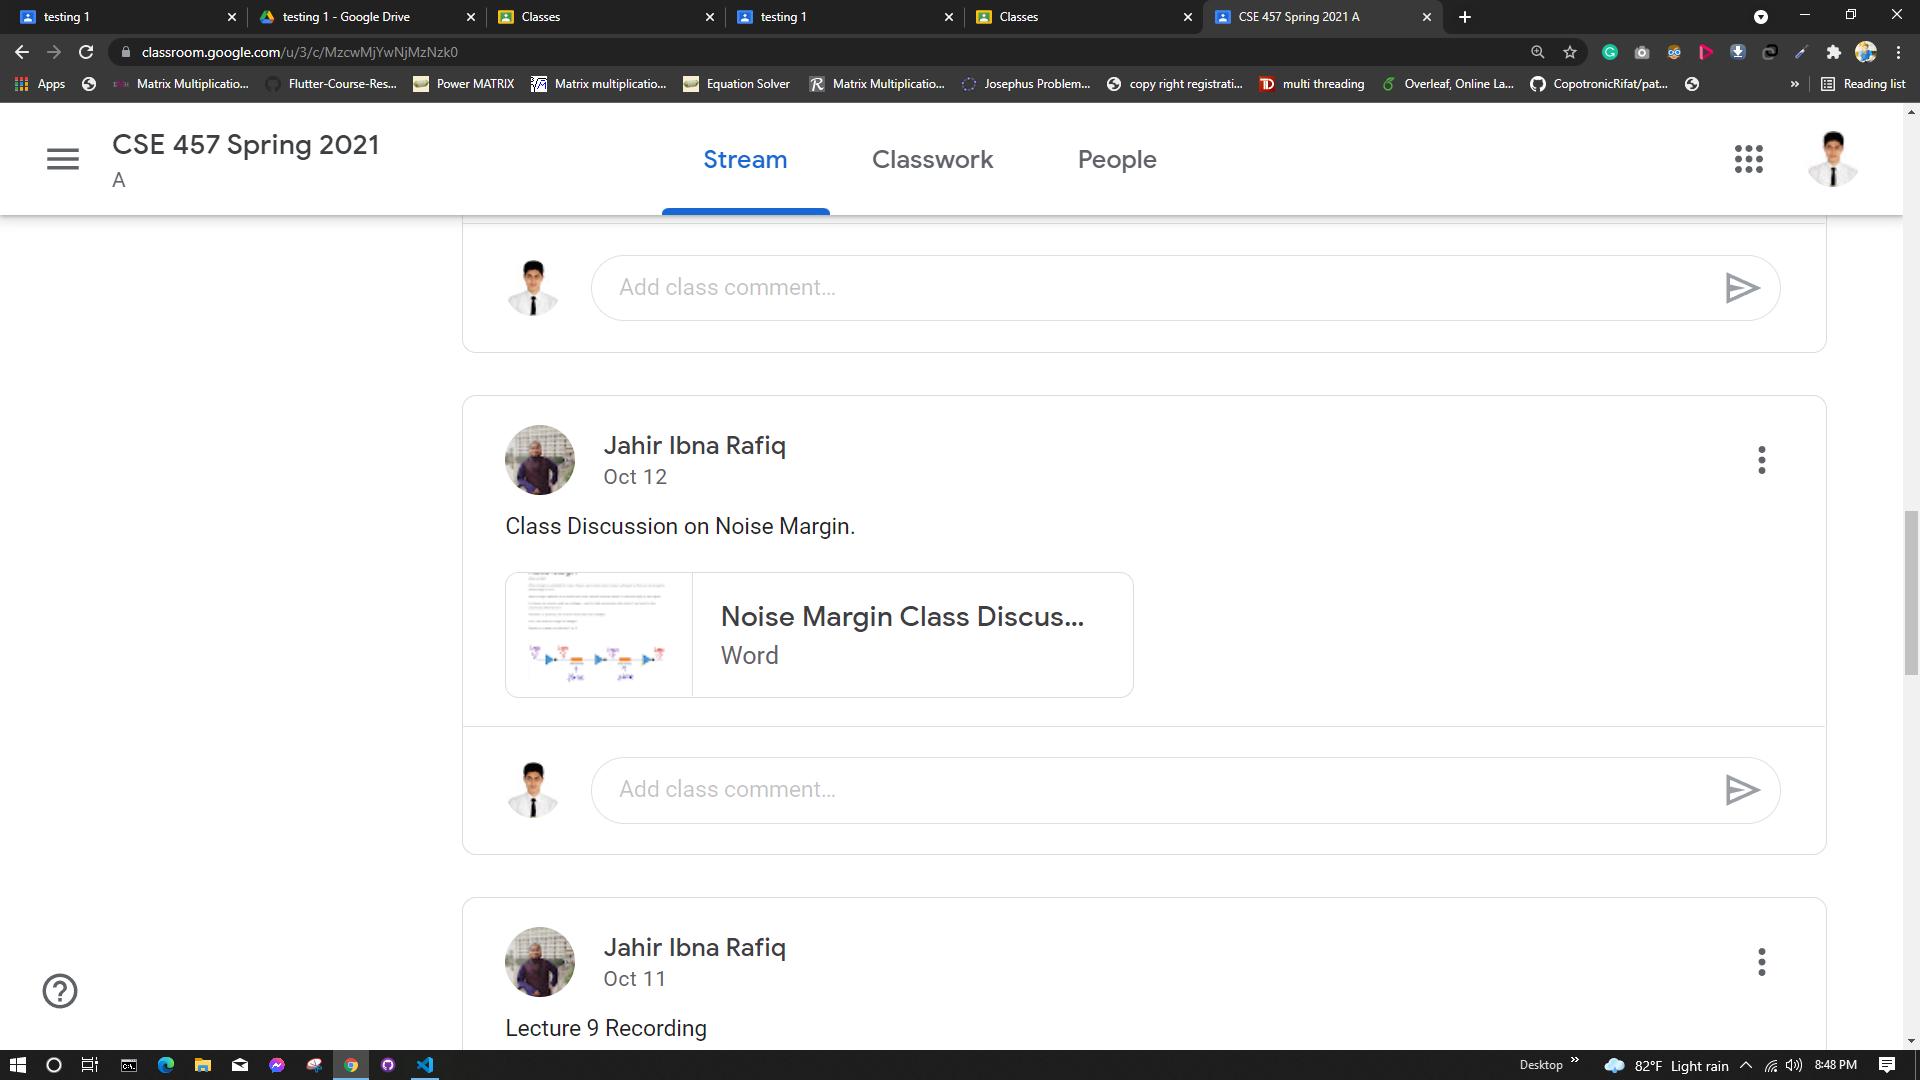 testing 1
testing 1 - Google Drive
Classes
testing 1
Classes
CSE 457 Spring 2021 A
classroom.google.com/u/3/c/MzcwMjYwNjMzNzk0
Apps
Matrix Multiplicatio...
Flutter-Course-Res...
Power MATRIX
Matrix multiplicatio...
Equation Solver
Matrix Multiplicatio...
Josephus Problem...
copy right registrati...
multi threading
Overleaf, Online La...
CopotronicRifat/pat...
Reading list
CSE 457 Spring 2021
A
Stream
Classwork
People
Add class comment...
Jahir Ibna Rafiq
Oct 12
Class Discussion on Noise Margin.
Noise Margin Class Discus...
Word
Add class comment...
Jahir Ibna Rafiq
Oct 11
Lecture 9 Recording
Desktop
82°F Light rain
8:48 PM